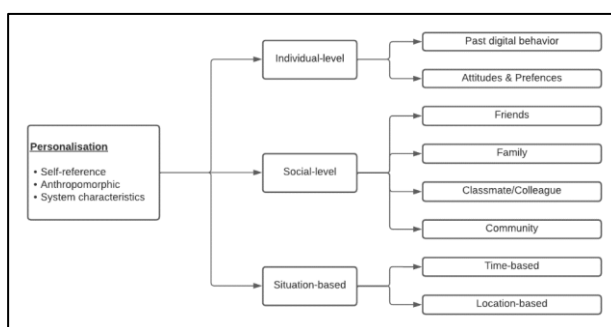 Personalisation
• Self-reference
• Anthropomorphic
• System characteristics
Individual-level
Past digital behavior
Attitudes & Prefences
Social-level
Friends
Family
Classmate/Colleague
Community
Situation-based
Time-based
Location-based